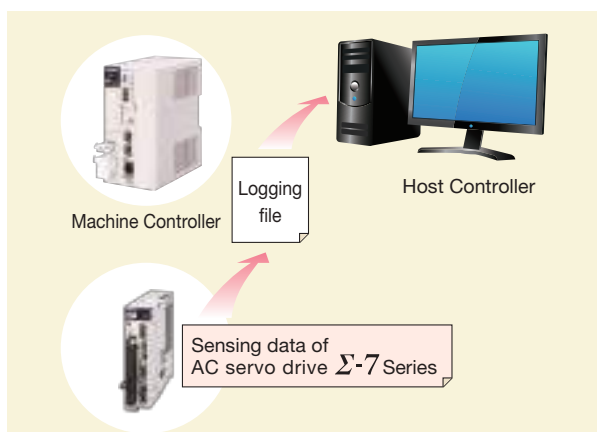 Machine Controller
Logging
file
Host Controller
Sensing data of
AC servo drive Σ-7 Series